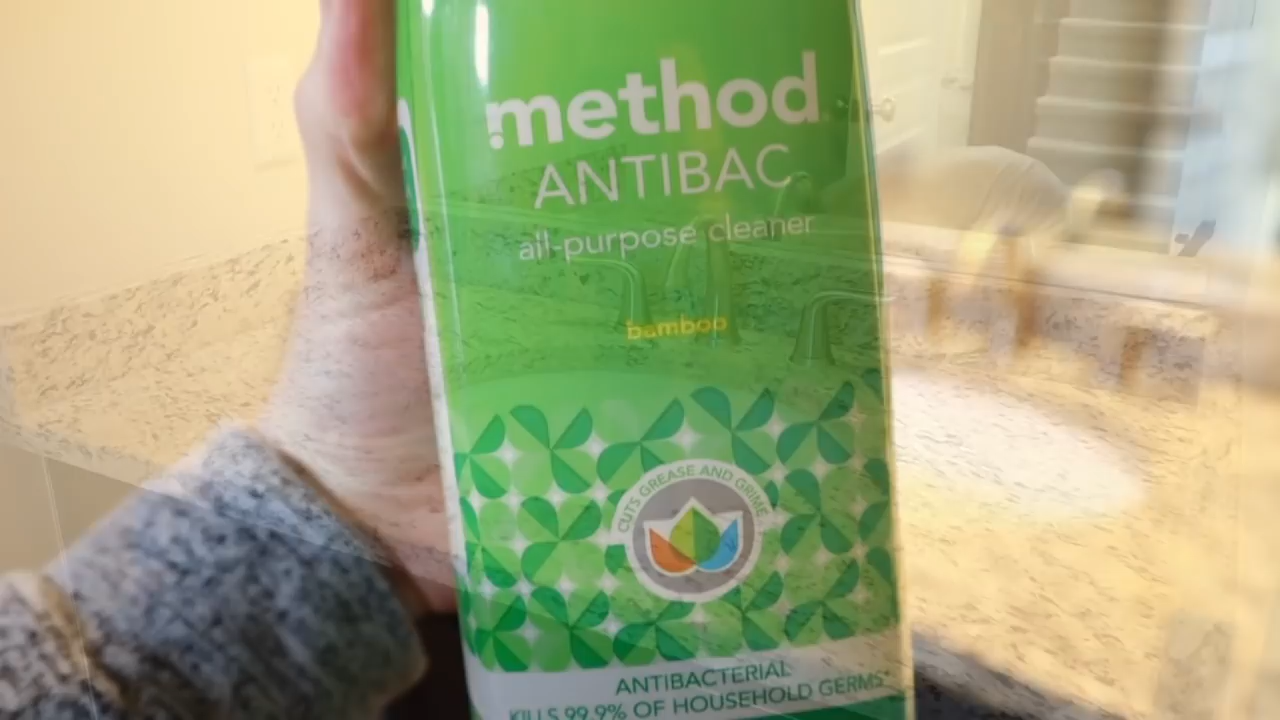 method
ANTIBAC
all-purpose cleaner
bamboo
CUTS GREASE AND GRIME
ANTIBACTERIAL
KILLS 99.9% OF HOUSEHOLD GERMS*